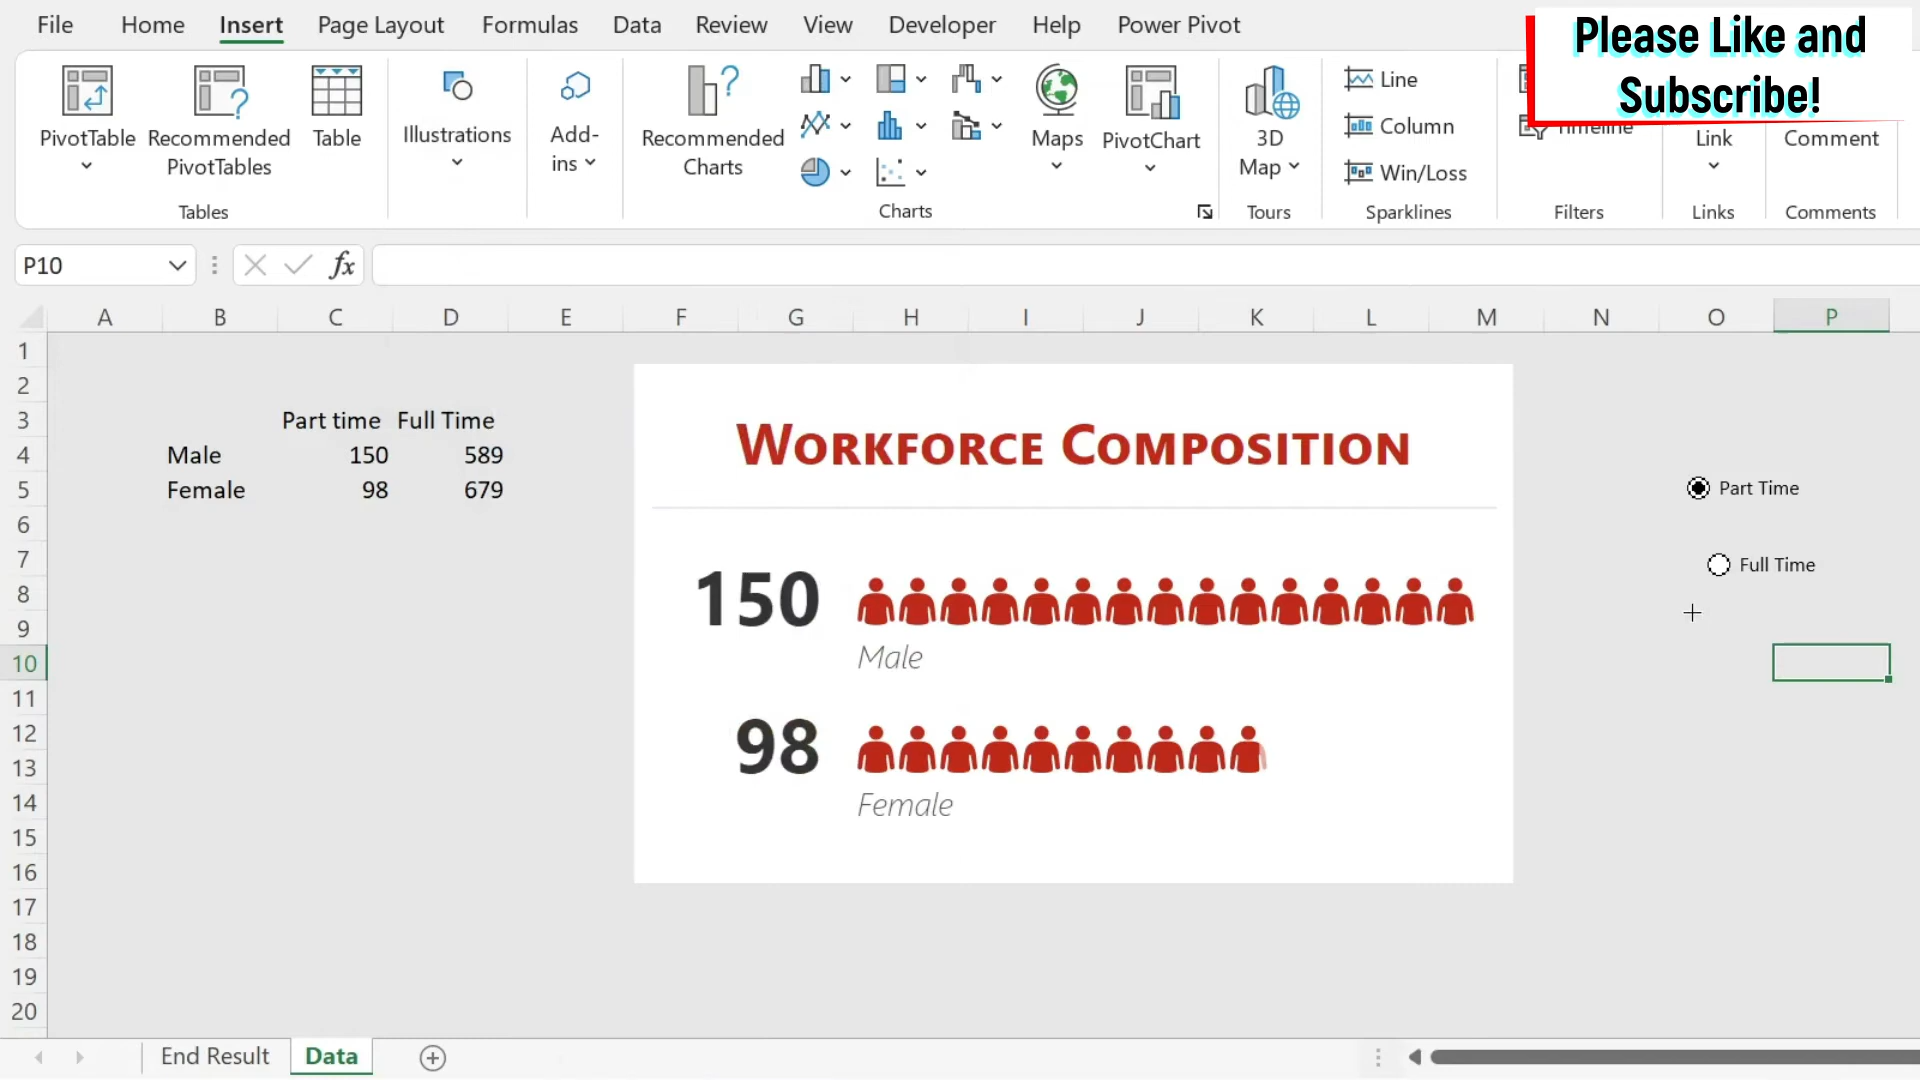 File Home Insert Page Layout Formulas Data Review View Developer Help Power Pivot
Please Like and
Subscribe!
PivotTable
Recommended
PivotTables
Table
Tables
Illustrations
Add-
ins
Recommended
Charts
Maps
PivotChart
Charts
3D
Map
Tours
Line
Column
Win/Loss
Sparklines
Timeline
Filters
Link
Links
Comment
Comments
P10
fx
A B C D E F G H I J K L M N O P
1
2
3 Part time Full Time
4 Male 150 589
5 Female 98 679
6
7
8
9
10
11
12
13
14
15
16
17
18
19
20
Workforce Composition
150
Male
98
Female
Part Time
Full Time
End Result Data